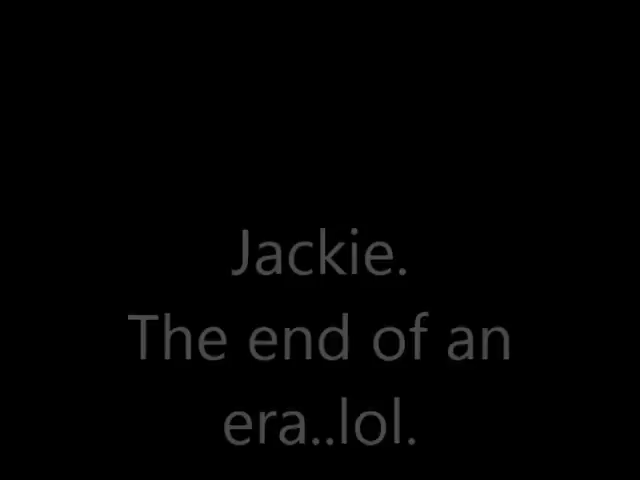 Jackie.
The end of an
era..lol.